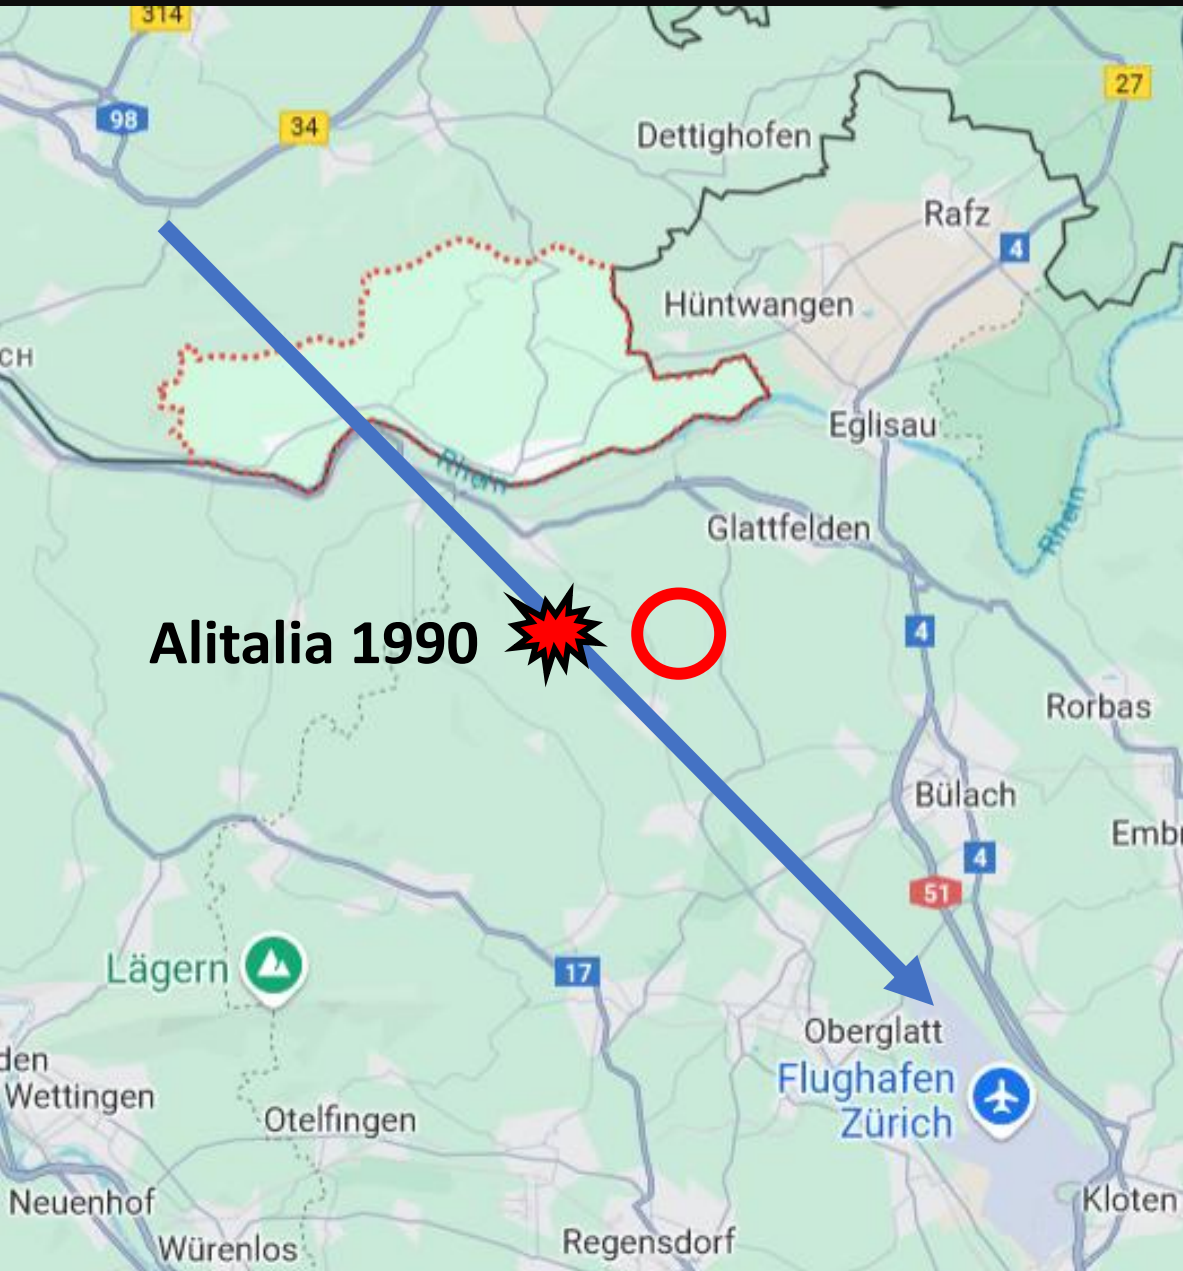 314
98
34
27
Dettighofen
Rafz
4
Hüntwangen
CH
Eglisau
Rhein
Rhein
Glattfelden
Alitalia 1990
4
Rorbas
Bülach
Emb
4
51
Lägern
17
Oberglatt
Flughafen
Zürich
den
Wettingen
Otelfingen
Neuenhof
Kloten
Würenlos
Regensdorf